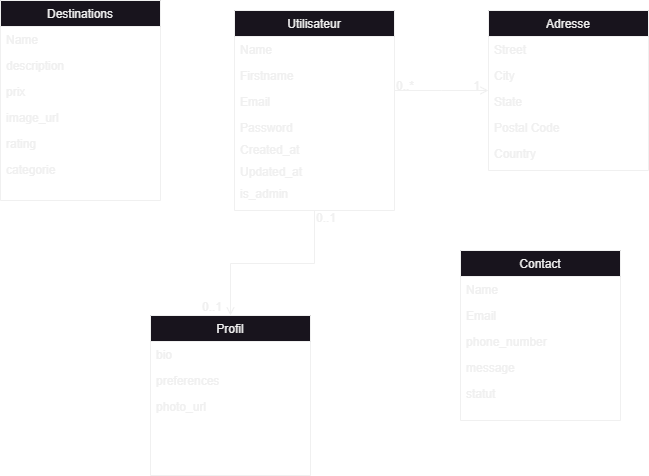 Destinations
Name
description
prix
image_url
rating
categorie
Utilisateur
Name
Firstname
Email
Password
Created_at
Updated_at
is_admin
0..*
1
Adresse
Street
City
State
Postal Code
Country
0..1
0..1
Profil
bio
preferences
photo_url
Contact
Name
Email
phone_number
message
statut